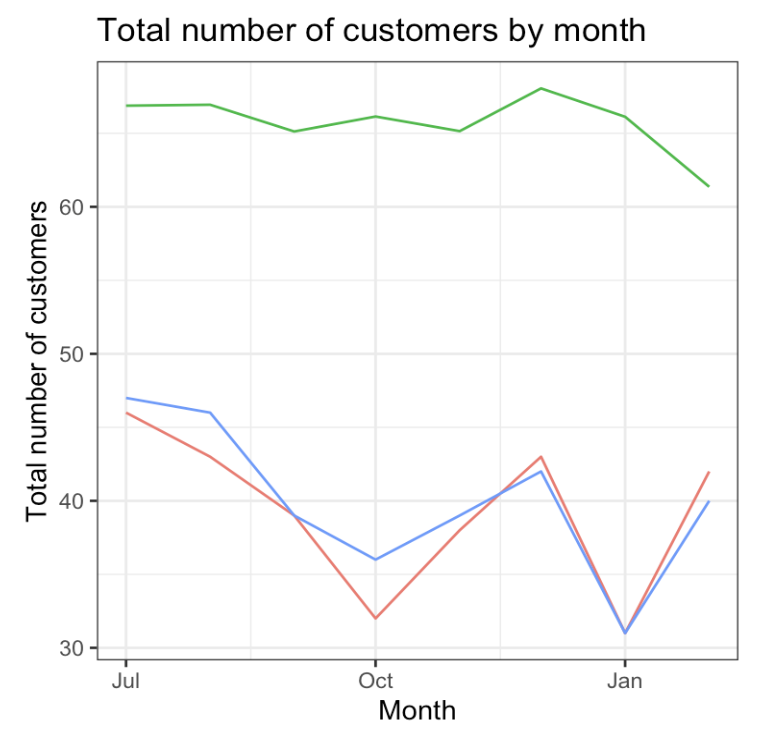 Total number of customers by month
Total number of customers
60
50
40
30
Jul Oct Jan
Month